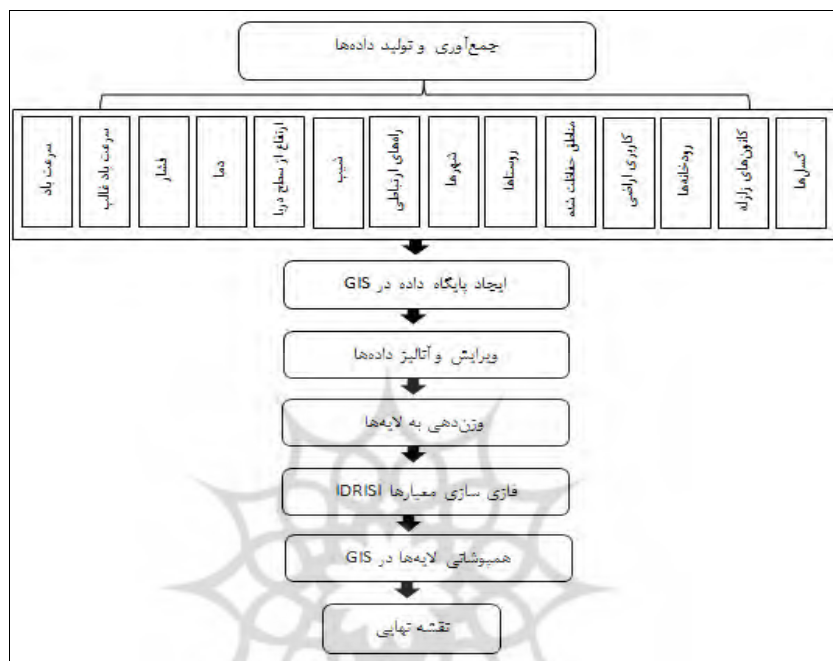 جمع‌آوری و تولید داده‌ها
گسل‌ها
کانون‌های زلزله
رودخانه‌ها
کاربری اراضی
مناطق حفاظت شده
روستاها
شهرها
راه‌های ارتباطی
شیب
ارتفاع از سطح دریا
دما
فشار
سرعت باد غالب
سرعت باد
ایجاد پایگاه داده در GIS
ویرایش و آنالیز داده‌ها
وزن‌دهی به لایه‌ها
فازی سازی معیارها IDRISI
همپوشانی لایه‌ها در GIS
نقشه نهایی